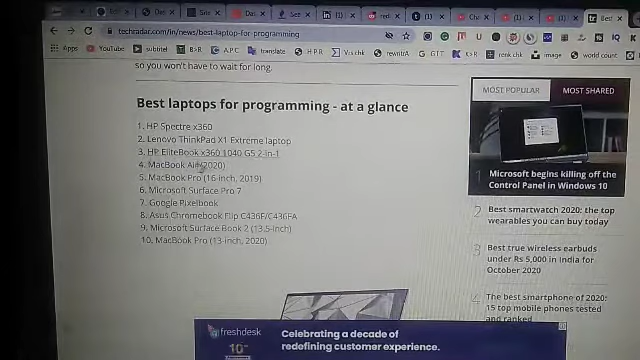 techradar.com/in/news/best-laptop-for-programming
Apps
YouTube
subtitel
translate
image
world count
so you won't have to wait for long.
Best laptops for programming - at a glance
1. HP Spectre x360
2. Lenovo ThinkPad X1 Extreme laptop
3. HP EliteBook x360 1040 G5 2-in-1
4. MacBook Air (2020)
5. MacBook Pro (16-inch, 2019)
6. Microsoft Surface Pro 7
7. Google Pixelbook
8. Asus Chromebook Flip C436F/C436FA
9. Microsoft Surface Book 2 (13.5-inch)
10. MacBook Pro (13-inch, 2020)
MOST POPULAR
MOST SHARED
1 Microsoft begins killing off the
Control Panel in Windows 10
2 Best smartwatch 2020: the top
wearables you can buy today
3 Best true wireless earbuds
under Rs 5,000 in India for
October 2020
4 The best smartphone of 2020:
15 top mobile phones tested
and ranked
freshdesk
Celebrating a decade of
redefining customer experience.